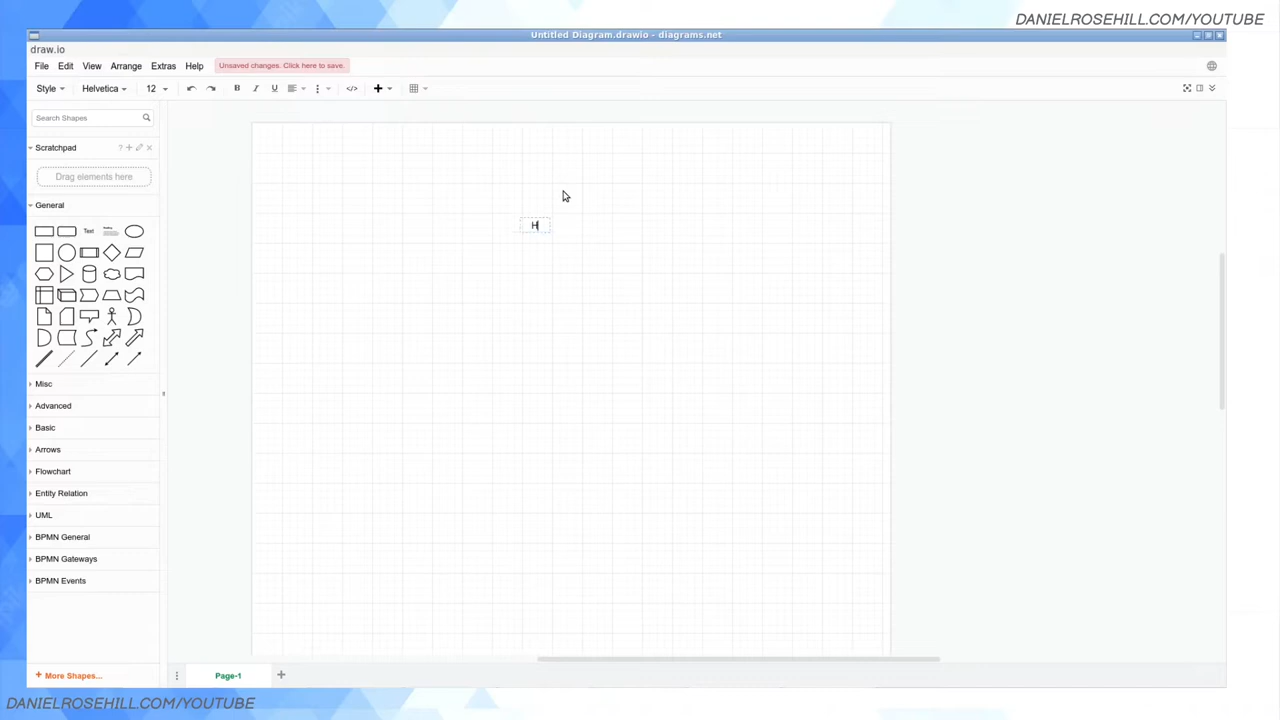 DANIELROSEHILL.COM/YOUTUBE
Untitled Diagram.drawio - diagrams.net
draw.io
File Edit View Arrange Extras Help Unsaved changes. Click here to save.
Style Helvetica 12 B I U
Search Shapes
Scratchpad ?
Drag elements here
H
General
Text
Heading
Misc
Advanced
Basic
Arrows
Flowchart
Entity Relation
UML
BPMN General
BPMN Gateways
BPMN Events
+ More Shapes... Page-1
DANIELROSEHILL.COM/YOUTUBE